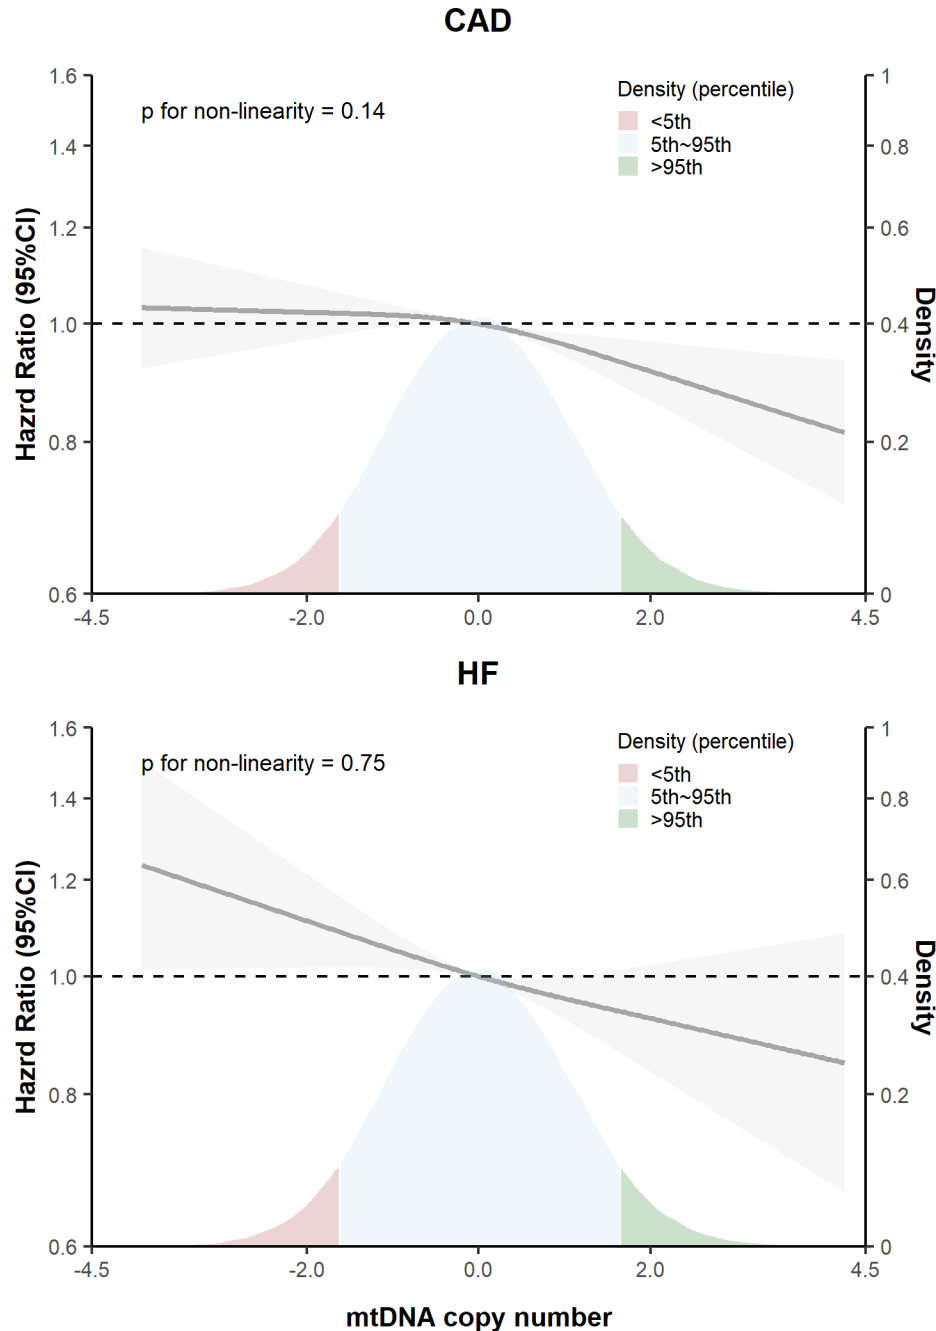 CAD
p for non-linearity = 0.14
Density (percentile)
<5th
5th~95th
>95th
Hazrd Ratio (95%CI)
1.6
1.4
1.2
1.0
0.8
0.6
Density
1
0.8
0.6
0.4
0.2
0
-4.5 -2.0 0.0 2.0 4.5
HF
p for non-linearity = 0.75
Density (percentile)
<5th
5th~95th
>95th
Hazrd Ratio (95%CI)
1.6
1.4
1.2
1.0
0.8
0.6
Density
1
0.8
0.6
0.4
0.2
0
-4.5 -2.0 0.0 2.0 4.5
mtDNA copy number